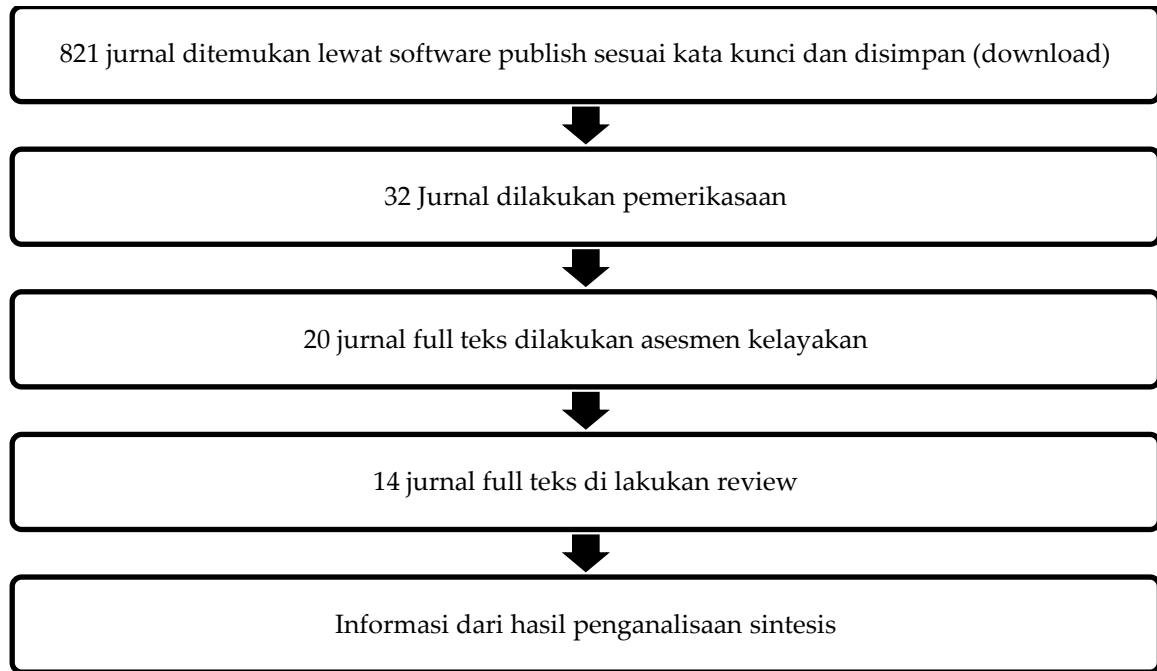 821 jurnal ditemukan lewat software publish sesuai kata kunci dan disimpan (download)
32 Jurnal dilakukan pemerikasaan
20 jurnal full teks dilakukan asesmen kelayakan
14 jurnal full teks di lakukan review
Informasi dari hasil penganalisaan sintesis